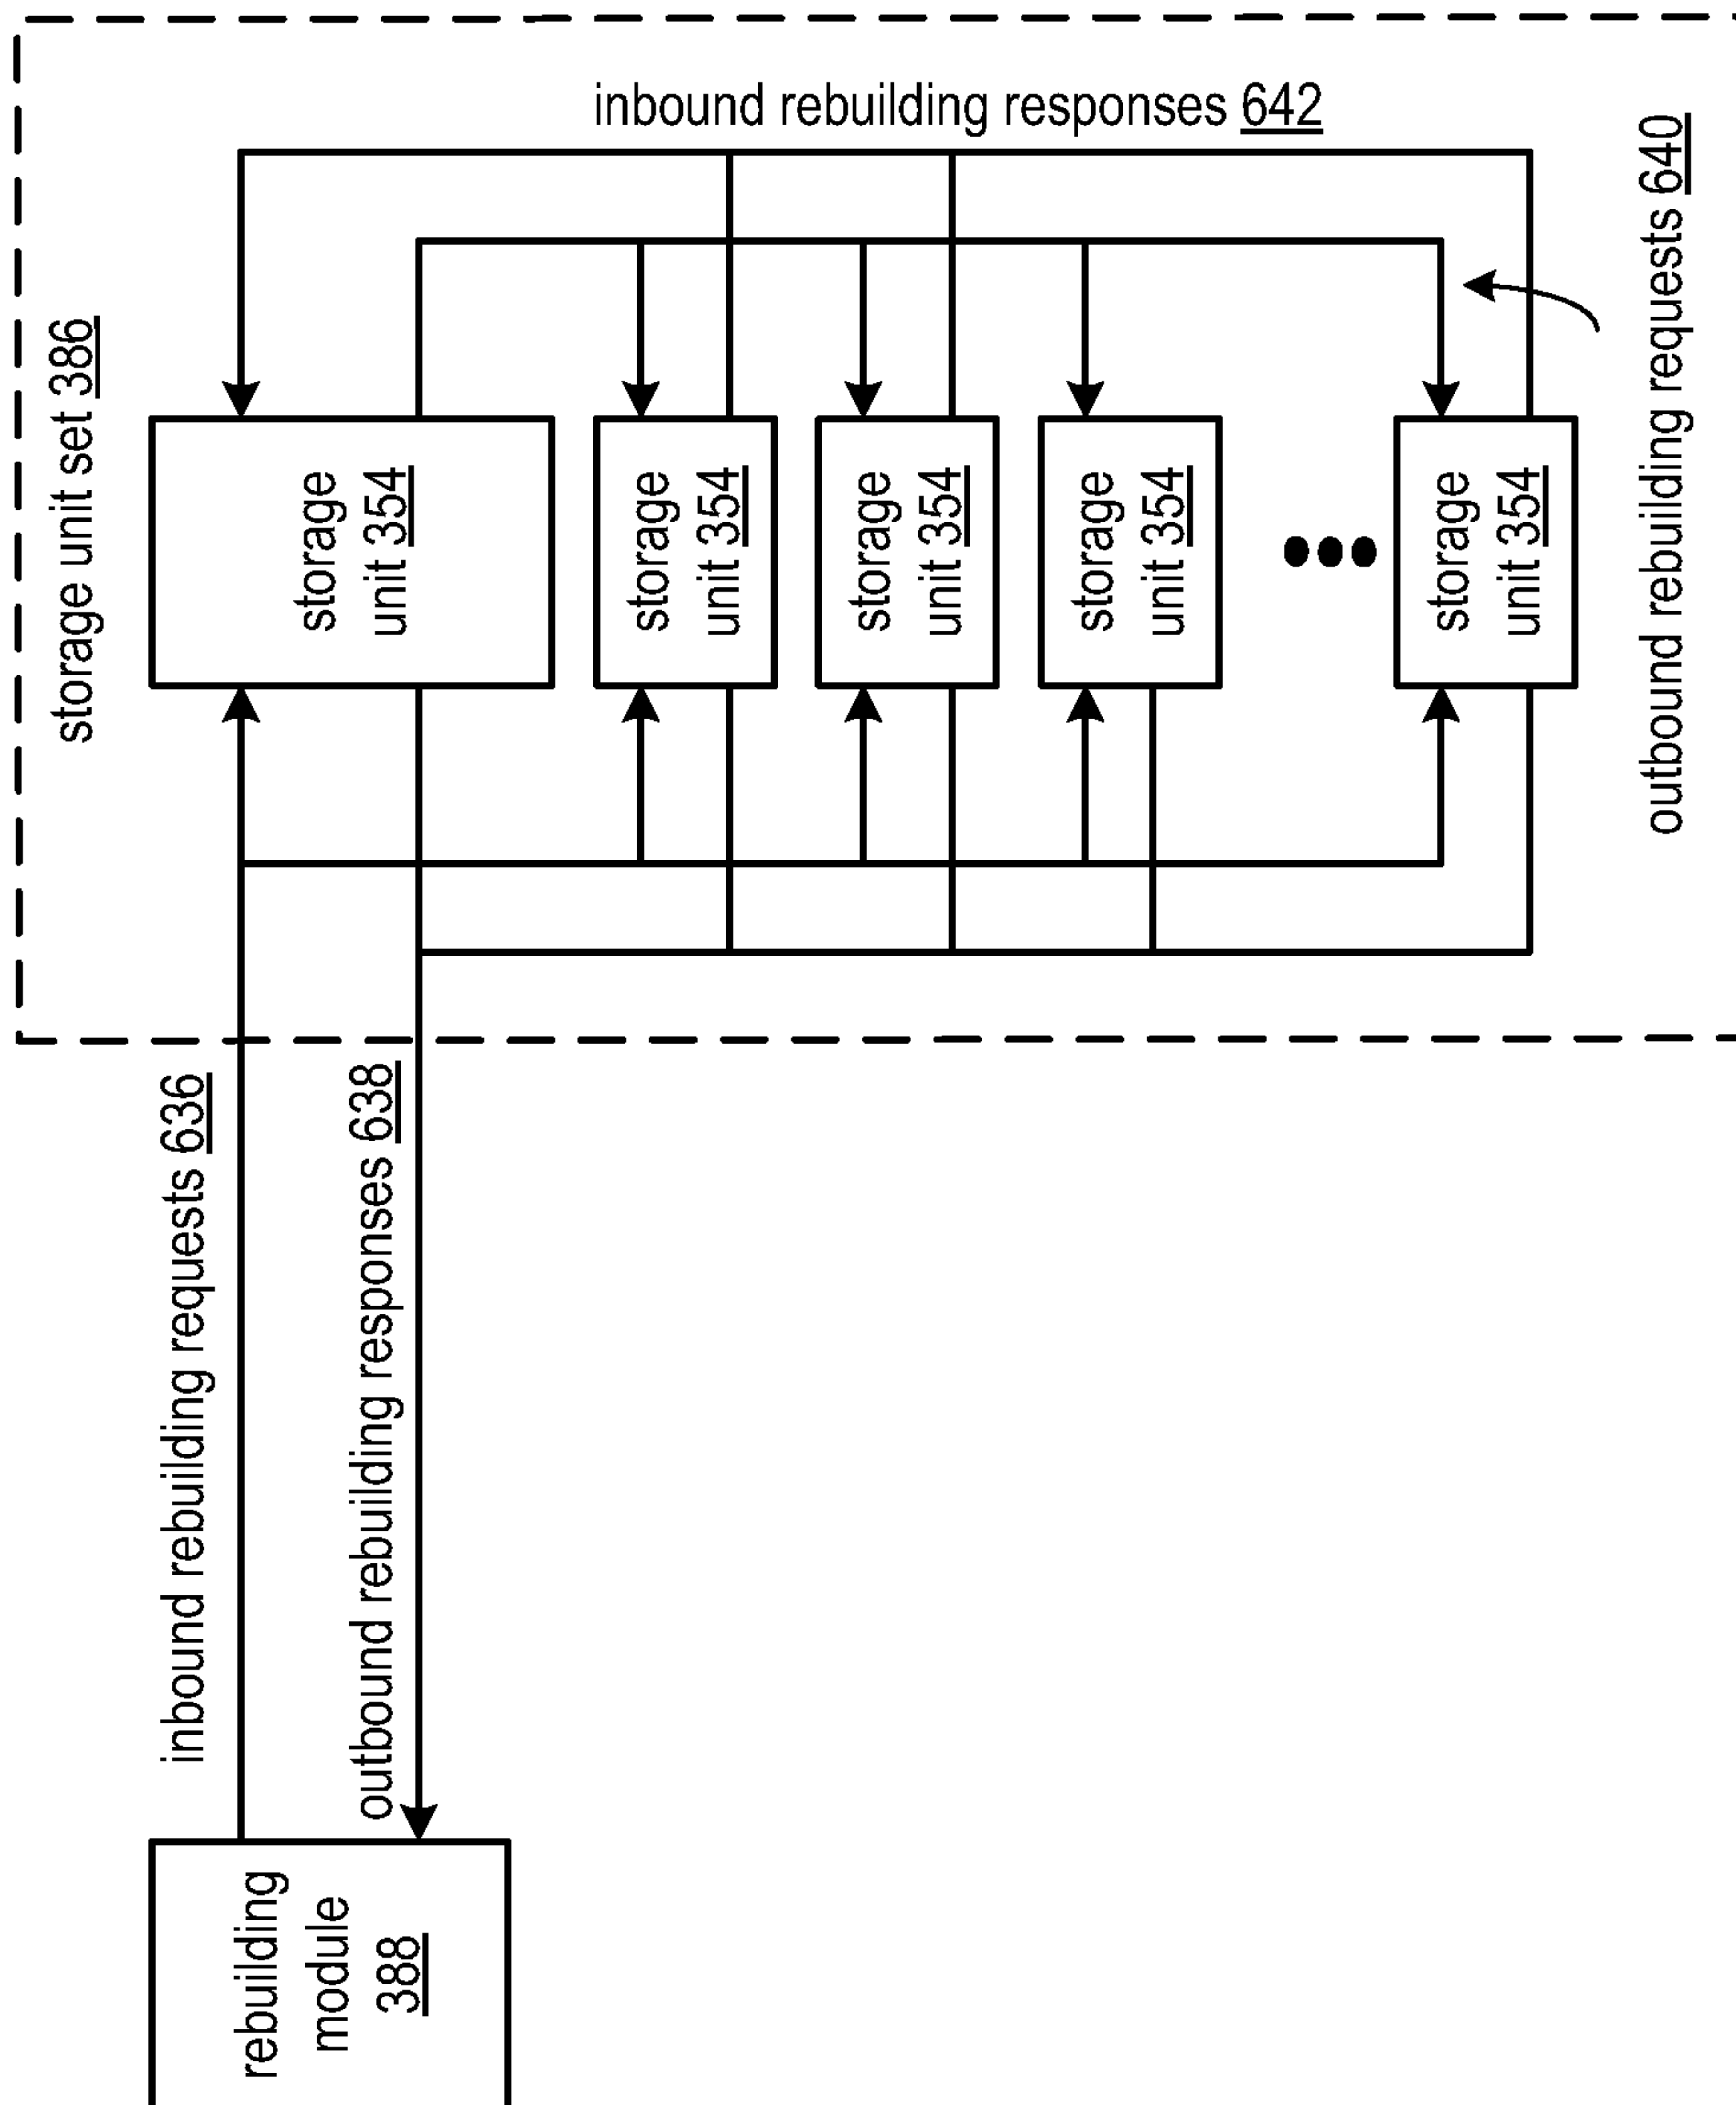 storage unit set 386
inbound rebuilding responses 642
outbound rebuilding requests 640
storage
unit 354
storage
unit 354
storage
unit 354
storage
unit 354
storage
unit 354
inbound rebuilding requests 636
outbound rebuilding responses 638
rebuilding
module
388